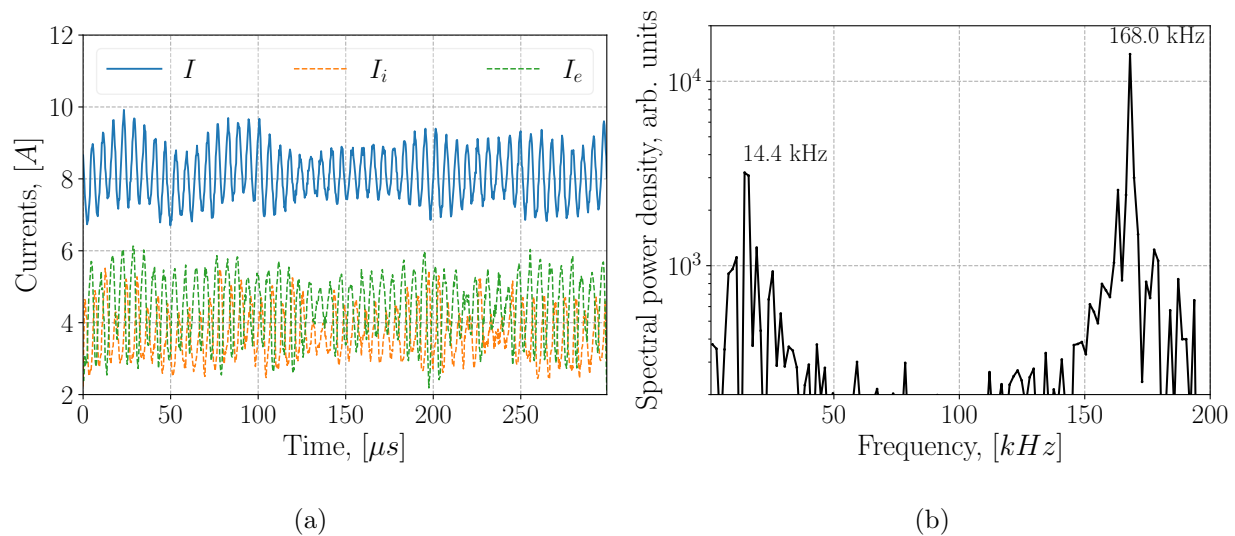 Currents, [A]
12
10
8
6
4
2
I
I_i
I_e
0
50
100
150
200
250
Time, [μs]
(a)
Spectral power density, arb. units
10^4
10^3
14.4 kHz
168.0 kHz
50
100
150
200
Frequency, [kHz]
(b)